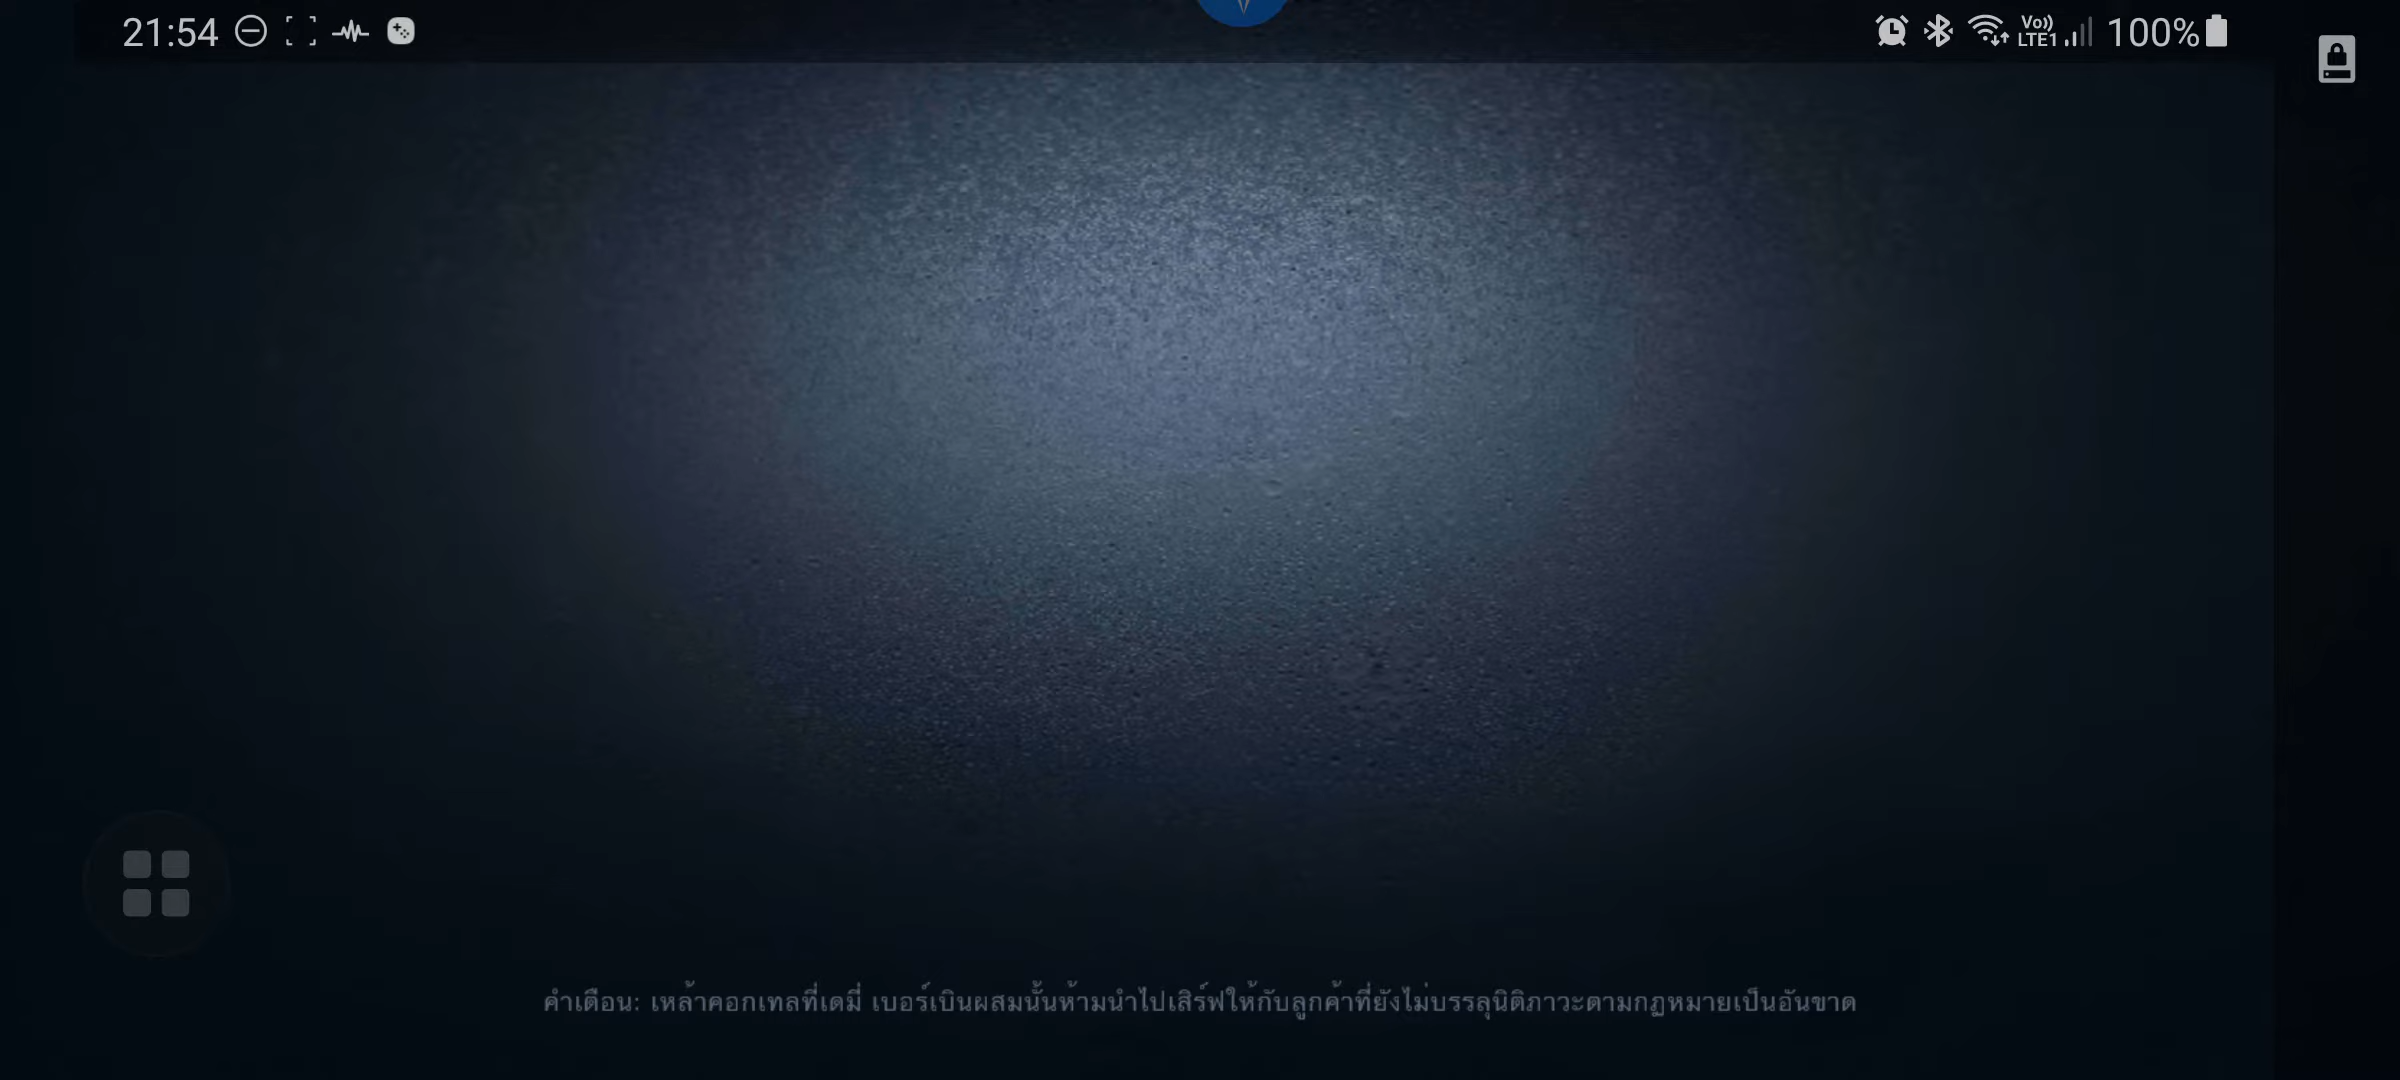 21:54 Vo)) LTE1 100%
คำเตือน: เหล้าคอกเทลที่เดมี่ เบอร์เบินผสมนั้นห้ามนำไปเสิร์ฟให้กับลูกค้าที่ยังไม่บรรลุนิติภาวะตามกฎหมายเป็นอันขาด